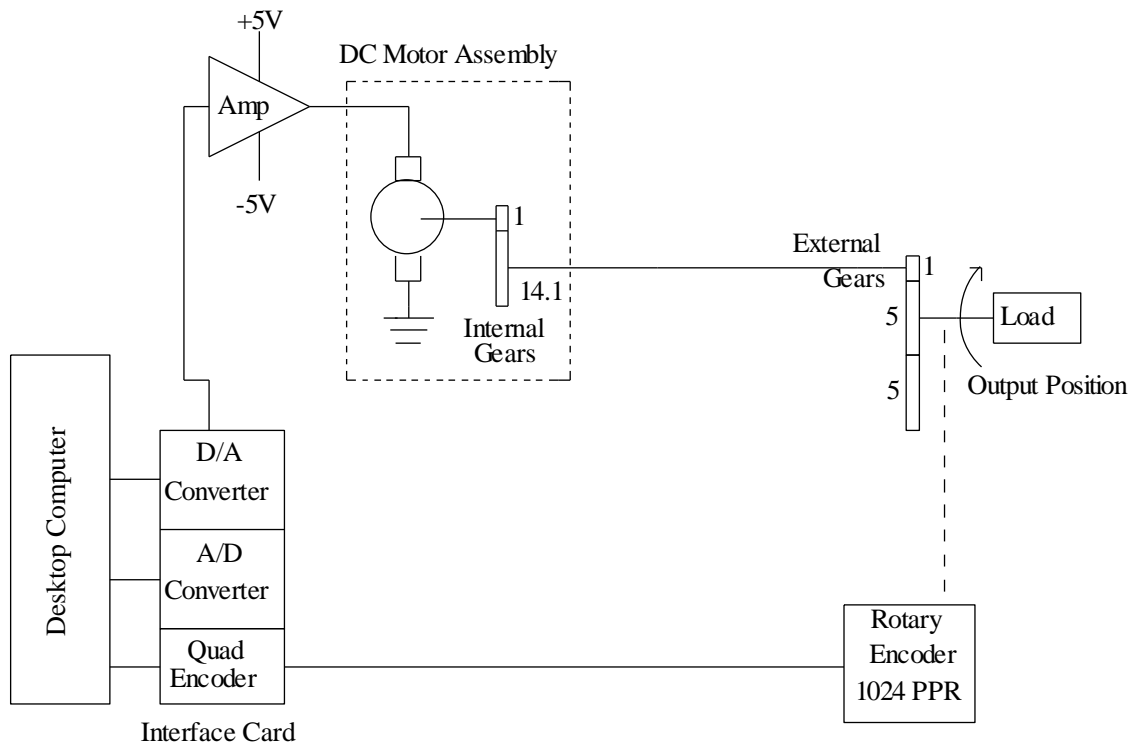 +5V
DC Motor Assembly
Amp
-5V
1
14.1
Internal
Gears
External
Gears
1
5
5
Load
Output Position
Desktop Computer
D/A
Converter
A/D
Converter
Quad
Encoder
Interface Card
Rotary
Encoder
1024 PPR